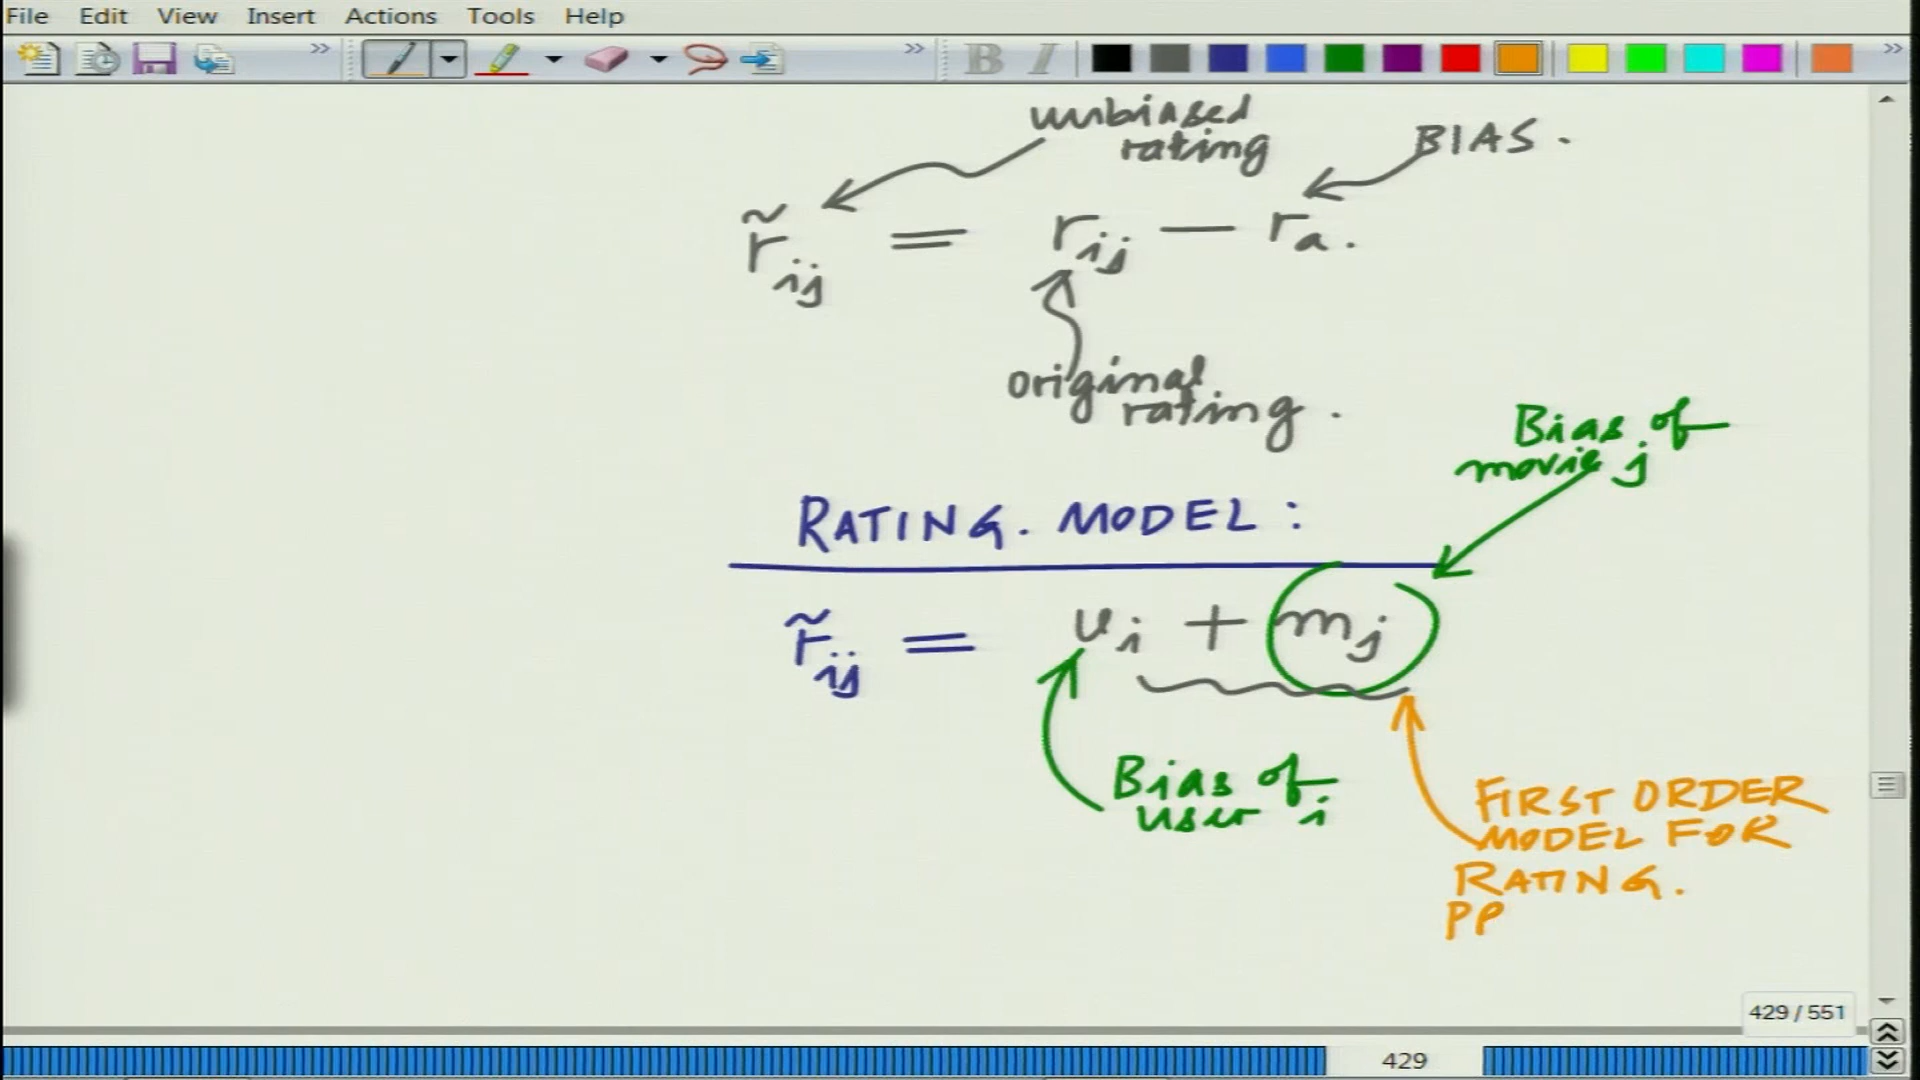 File Edit View Insert Actions Tools Help
B I
unbiased
rating
BIAS.
r̃ij = rij — ra.
original
rating.
Bias of
movie j
RATING. MODEL:
r̃ij = ui + mj
Bias of
user i
FIRST ORDER
MODEL FOR
RATING.
PP
429 / 551
429